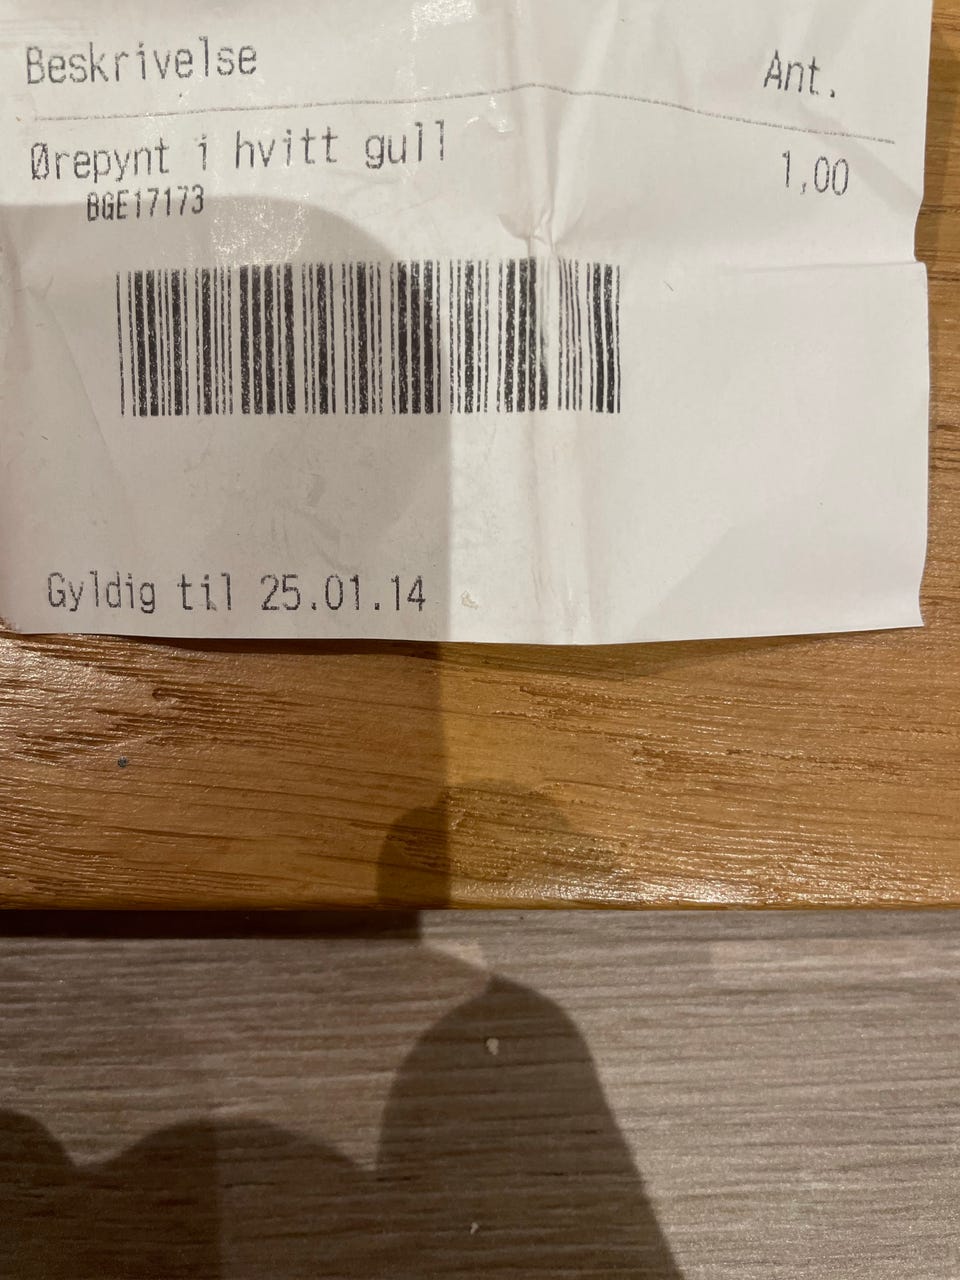 Beskrivelse Ant.
Ørepynt i hvitt gull 1,00
BGE17173
Gyldig til 25.01.14